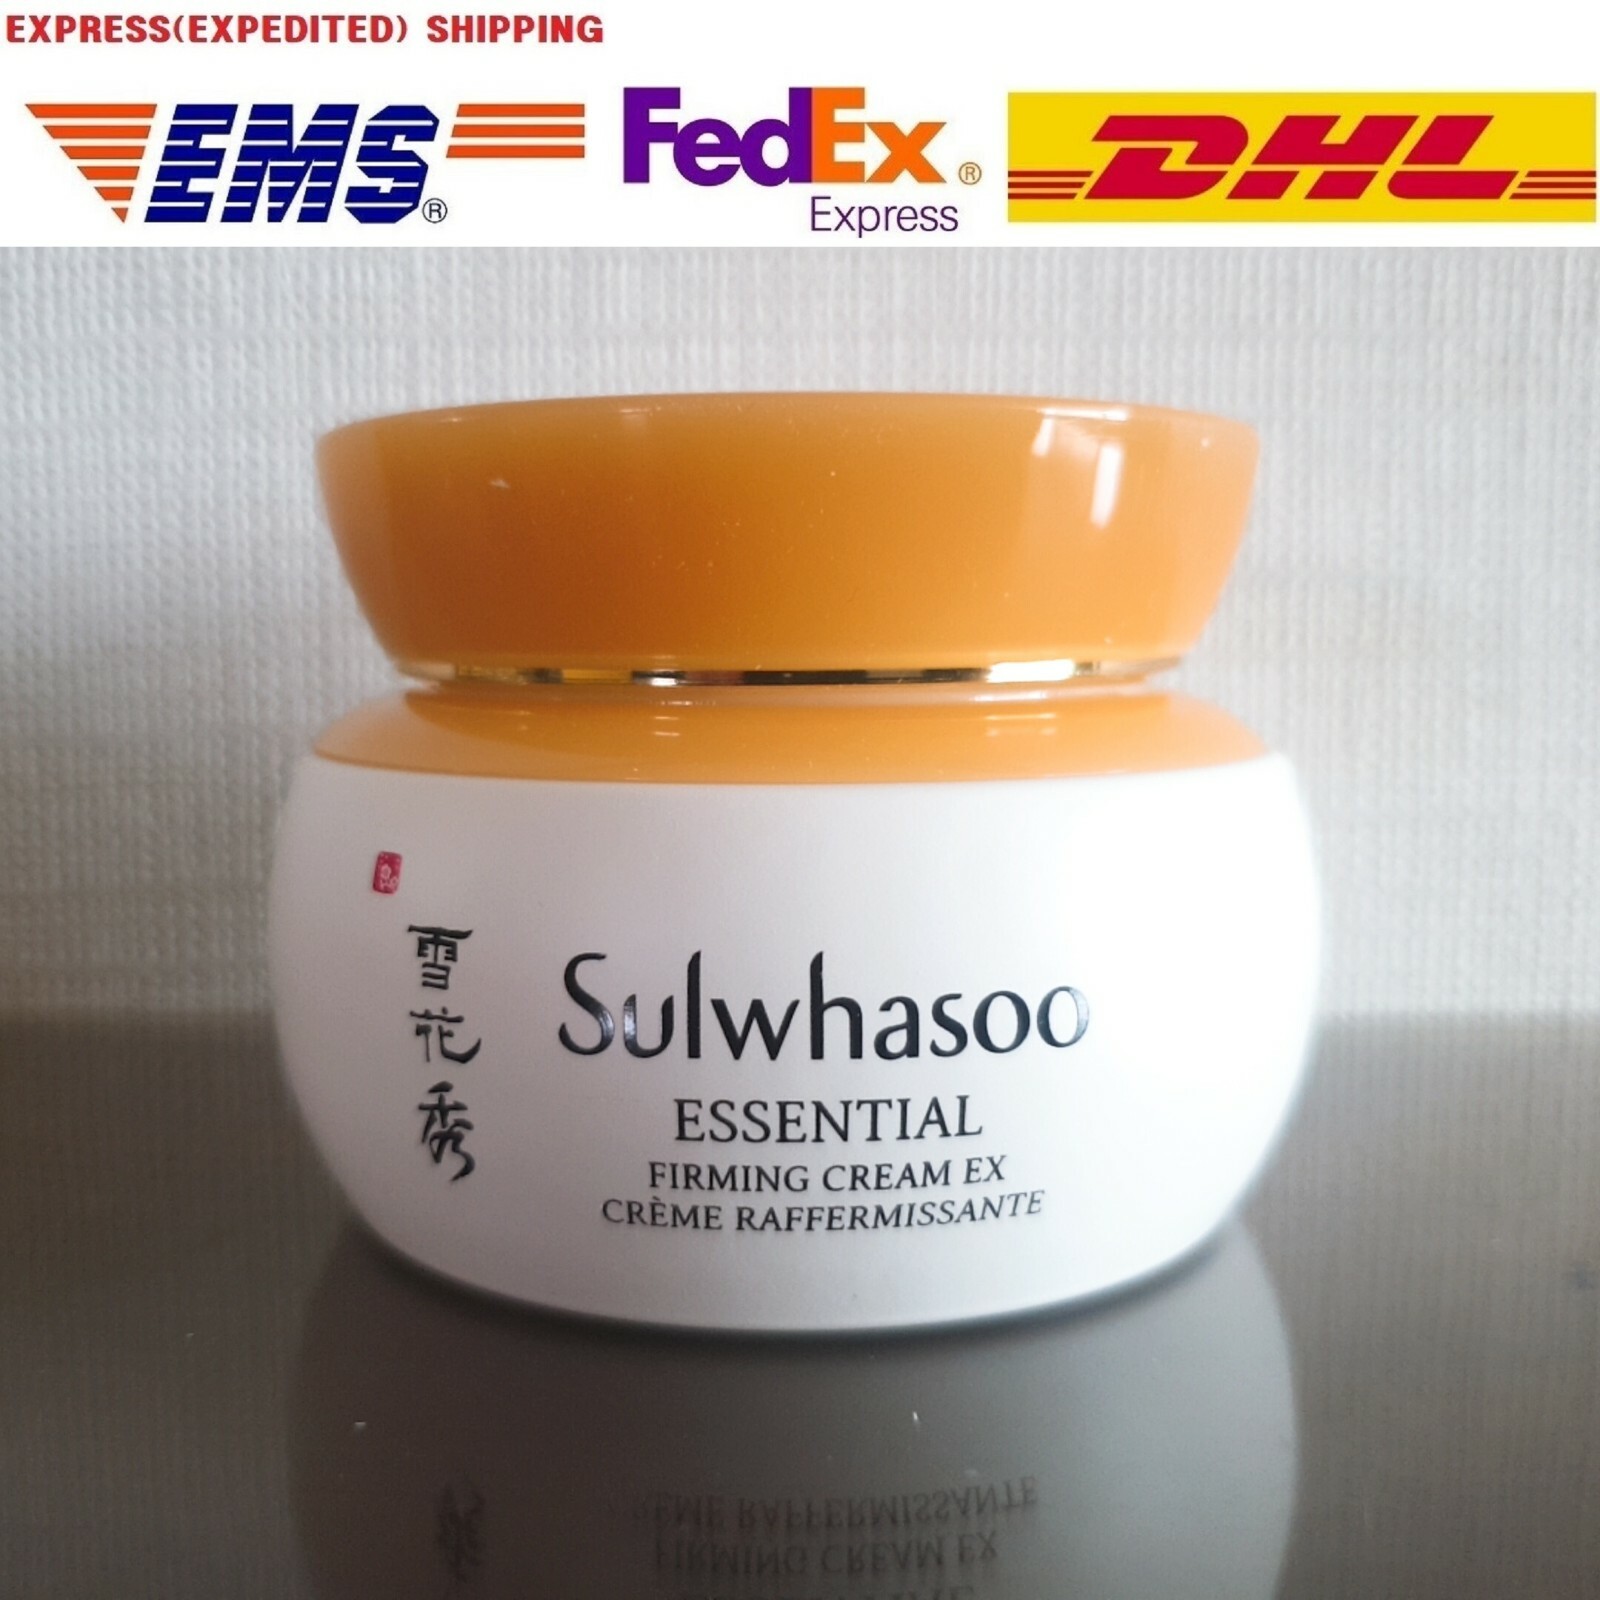 EXPRESS(EXPEDITED) SHIPPING
EMS®
FedEx®
Express
DHL
雪花秀
Sulwhasoo
ESSENTIAL
FIRMING CREAM EX
CRÈME RAFFERMISSANTE